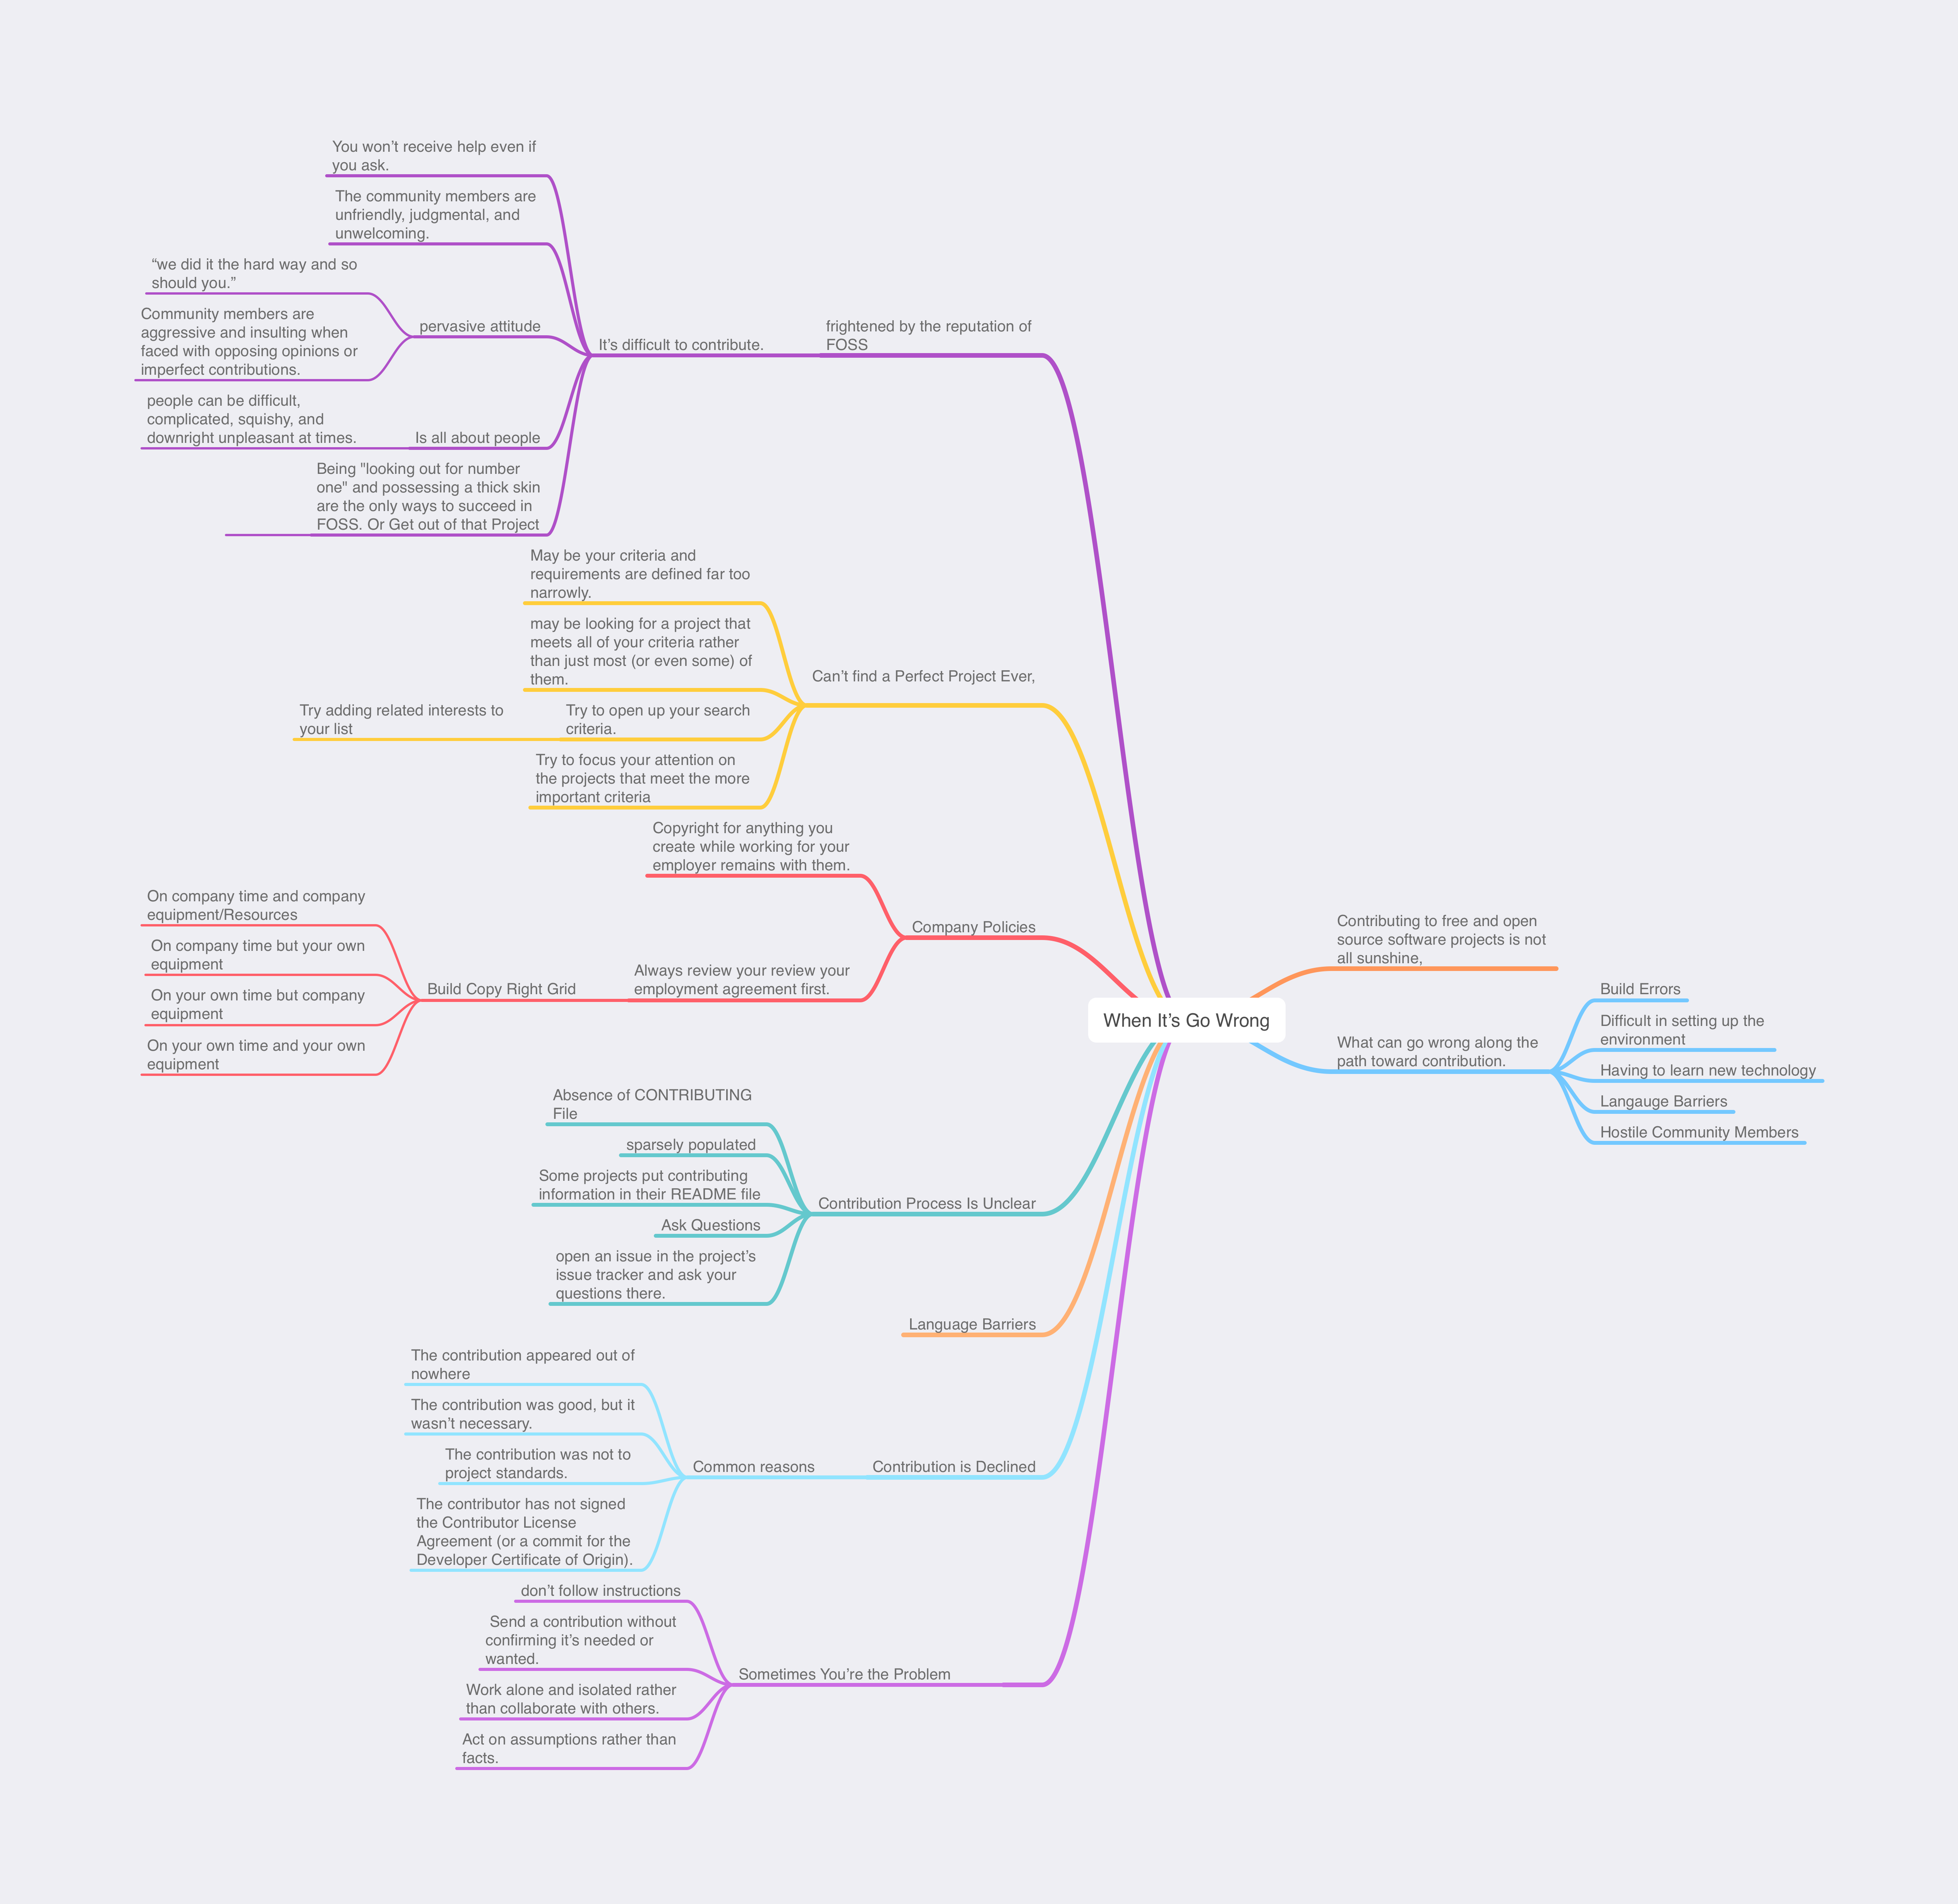 When It’s Go Wrong
Contributing to free and open
source software projects is not
all sunshine,
What can go wrong along the
path toward contribution.
Build Errors
Difficult in setting up the
environment
Having to learn new technology
Langauge Barriers
Hostile Community Members
frightened by the reputation of
FOSS
It’s difficult to contribute.
You won’t receive help even if
you ask.
The community members are
unfriendly, judgmental, and
unwelcoming.
pervasive attitude
“we did it the hard way and so
should you.”
Community members are
aggressive and insulting when
faced with opposing opinions or
imperfect contributions.
Is all about people
people can be difficult,
complicated, squishy, and
downright unpleasant at times.
Being "looking out for number
one" and possessing a thick skin
are the only ways to succeed in
FOSS. Or Get out of that Project
Can’t find a Perfect Project Ever,
May be your criteria and
requirements are defined far too
narrowly.
may be looking for a project that
meets all of your criteria rather
than just most (or even some) of
them.
Try to open up your search
criteria.
Try adding related interests to
your list
Try to focus your attention on
the projects that meet the more
important criteria
Company Policies
Copyright for anything you
create while working for your
employer remains with them.
Always review your review your
employment agreement first.
Build Copy Right Grid
On company time and company
equipment/Resources
On company time but your own
equipment
On your own time but company
equipment
On your own time and your own
equipment
Contribution Process Is Unclear
Absence of CONTRIBUTING
File
sparsely populated
Some projects put contributing
information in their README file
Ask Questions
open an issue in the project’s
issue tracker and ask your
questions there.
Language Barriers
Contribution is Declined
Common reasons
The contribution appeared out of
nowhere
The contribution was good, but it
wasn’t necessary.
The contribution was not to
project standards.
The contributor has not signed
the Contributor License
Agreement (or a commit for the
Developer Certificate of Origin).
Sometimes You’re the Problem
don’t follow instructions
Send a contribution without
confirming it’s needed or
wanted.
Work alone and isolated rather
than collaborate with others.
Act on assumptions rather than
facts.